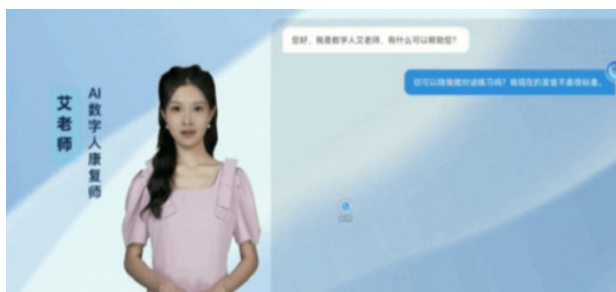 您好，我是数字人艾老师，有什么可以帮助您？
你可以跟我做对话练习吗？我现在的发音不是很标准。
艾老师
AI数字人康复师